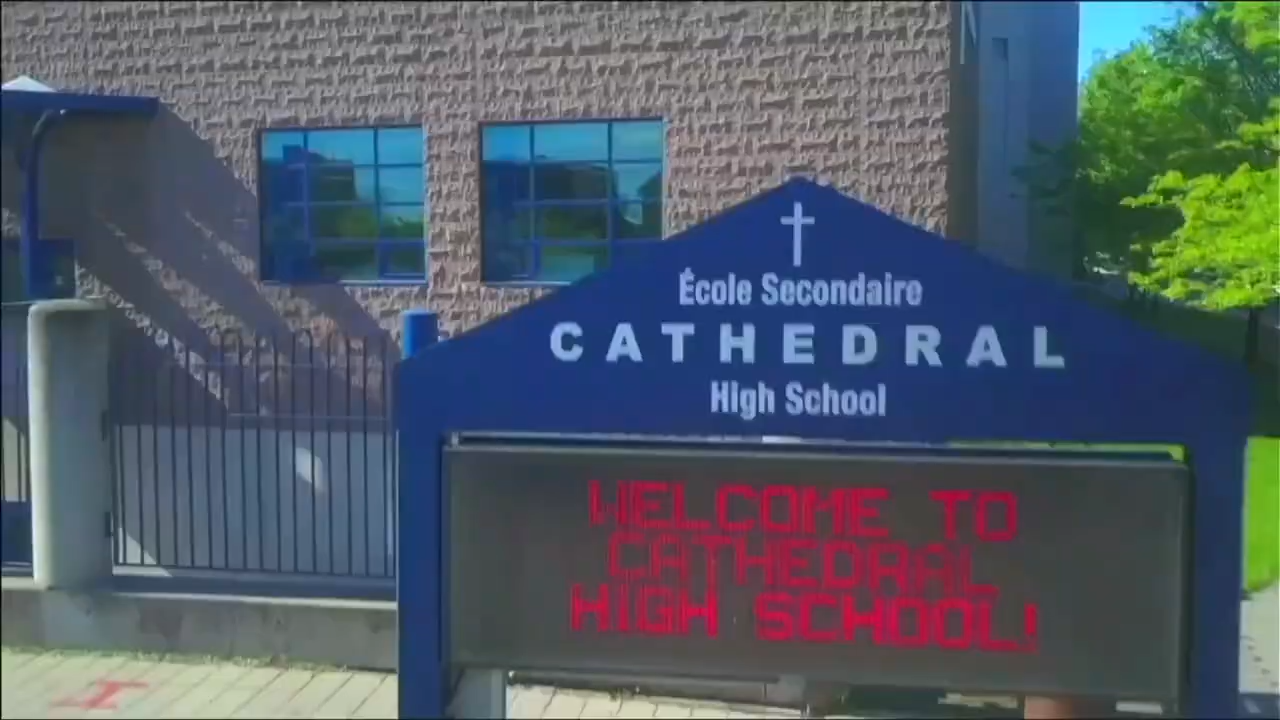 École Secondaire
CATHEDRAL
High School
WELCOME TO
CATHEDRAL
HIGH SCHOOL!